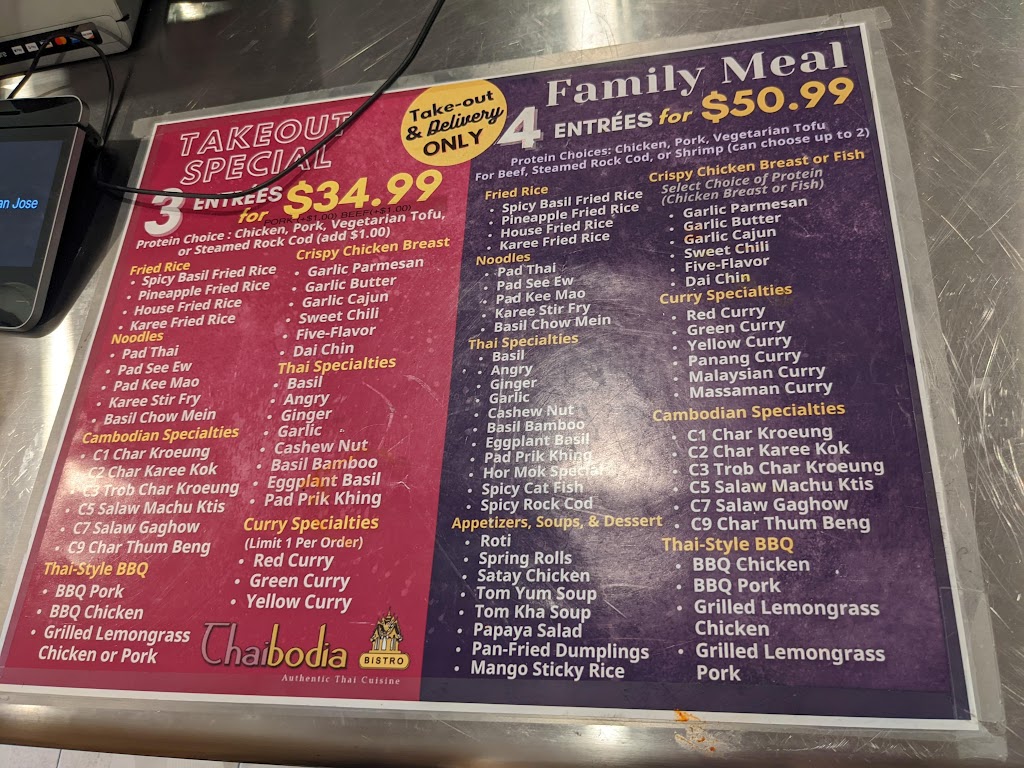 an Jose
TAKEOUT
SPECIAL
3 ENTRÉES
for $34.99
PORK (+$1.00) BEEF(+$1.00)
Protein Choice : Chicken, Pork, Vegetarian Tofu,
or Steamed Rock Cod (add $1.00)
Fried Rice
• Spicy Basil Fried Rice
• Pineapple Fried Rice
• House Fried Rice
• Karee Fried Rice
Noodles
• Pad Thai
• Pad See Ew
• Pad Kee Mao
• Karee Stir Fry
• Basil Chow Mein
Cambodian Specialties
• C1 Char Kroeung
• C2 Char Karee Kok
• C3 Trob Char Kroeung
• C5 Salaw Machu Ktis
• C7 Salaw Gaghow
• C9 Char Thum Beng
Thai-Style BBQ
• BBQ Pork
• BBQ Chicken
• Grilled Lemongrass
Chicken or Pork
Crispy Chicken Breast
• Garlic Parmesan
• Garlic Butter
• Garlic Cajun
• Sweet Chili
• Five-Flavor
• Dai Chin
Thai Specialties
• Basil
• Angry
• Ginger
• Garlic
• Cashew Nut
• Basil Bamboo
• Eggplant Basil
• Pad Prik Khing
Curry Specialties
(Limit 1 Per Order)
• Red Curry
• Green Curry
• Yellow Curry
Thaibodia
BISTRO
Authentic Thai Cuisine
Take-out
& Delivery
ONLY
Family Meal
4 ENTRÉES for $50.99
Protein Choices: Chicken, Pork, Vegetarian Tofu
For Beef, Steamed Rock Cod, or Shrimp (can choose up to 2)
Fried Rice
• Spicy Basil Fried Rice
• Pineapple Fried Rice
• House Fried Rice
• Karee Fried Rice
Noodles
• Pad Thai
• Pad See Ew
• Pad Kee Mao
• Karee Stir Fry
• Basil Chow Mein
Thai Specialties
• Basil
• Angry
• Ginger
• Garlic
• Cashew Nut
• Basil Bamboo
• Eggplant Basil
• Pad Prik Khing
• Hor Mok Special
• Spicy Cat Fish
• Spicy Rock Cod
Appetizers, Soups, & Dessert
• Roti
• Spring Rolls
• Satay Chicken
• Tom Yum Soup
• Tom Kha Soup
• Papaya Salad
• Pan-Fried Dumplings
• Mango Sticky Rice
Crispy Chicken Breast or Fish
Select Choice of Protein
(Chicken Breast or Fish)
• Garlic Parmesan
• Garlic Butter
• Garlic Cajun
• Sweet Chili
• Five-Flavor
• Dai Chin
Curry Specialties
• Red Curry
• Green Curry
• Yellow Curry
• Panang Curry
• Malaysian Curry
• Massaman Curry
Cambodian Specialties
• C1 Char Kroeung
• C2 Char Karee Kok
• C3 Trob Char Kroeung
• C5 Salaw Machu Ktis
• C7 Salaw Gaghow
• C9 Char Thum Beng
Thai-Style BBQ
• BBQ Chicken
• BBQ Pork
• Grilled Lemongrass
Chicken
• Grilled Lemongrass
Pork